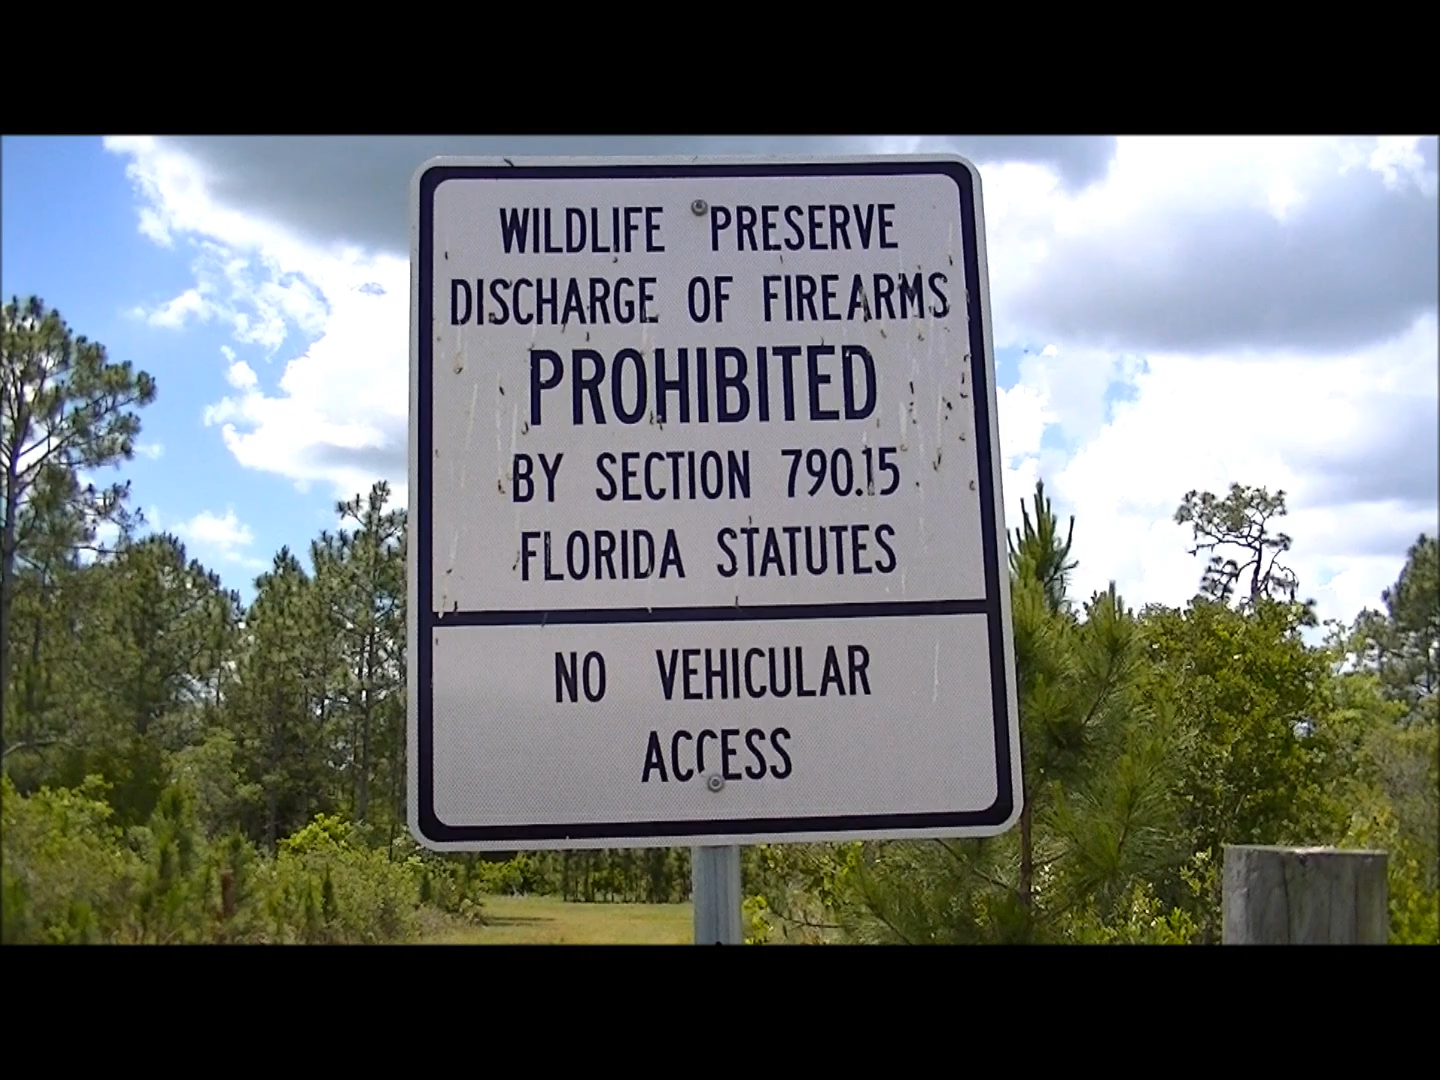 WILDLIFE PRESERVE
DISCHARGE OF FIREARMS
PROHIBITED
BY SECTION 790.15
FLORIDA STATUTES
NO VEHICULAR
ACCESS